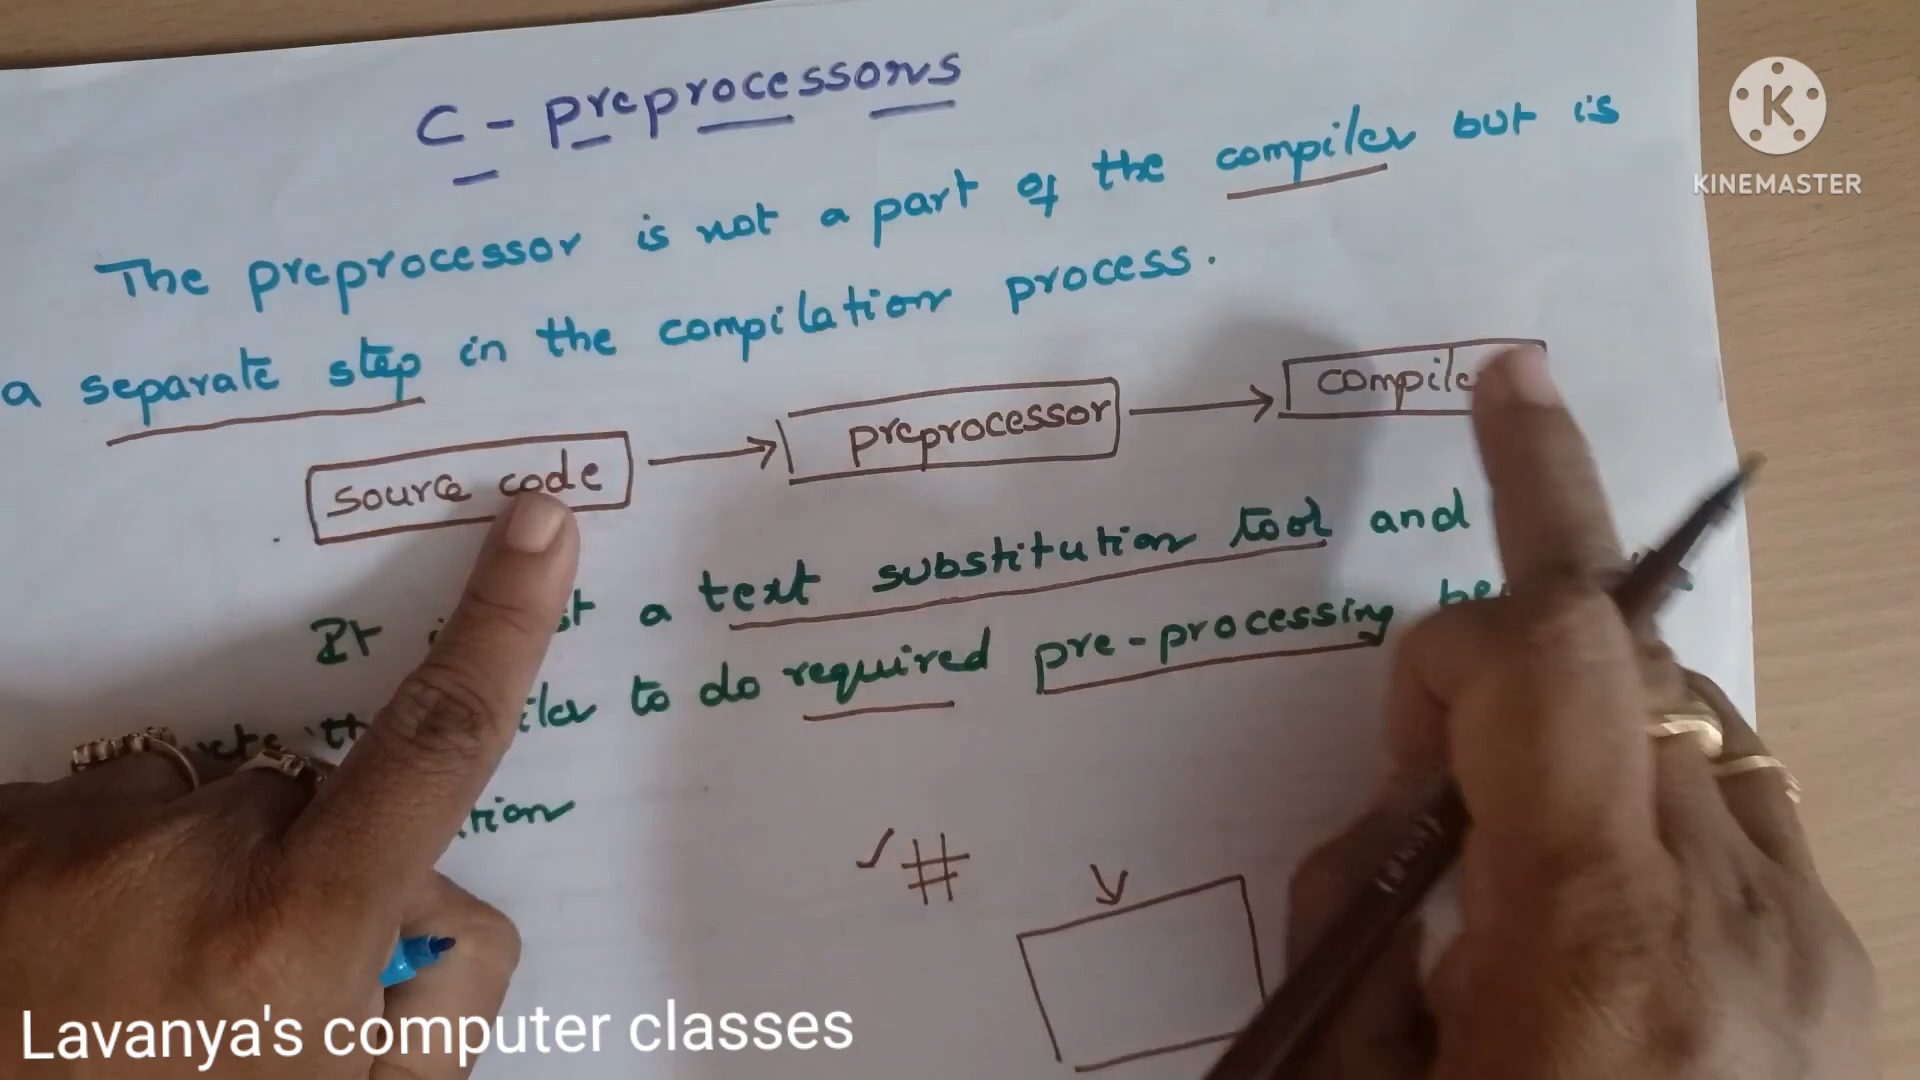 C - preprocessors
The preprocessor is not a part of the compiler but is
a separate step in the compilation process.
source code
preprocessor
compile
It a text substitution tool and
to do required pre-processing
#
K
KINEMASTER
Lavanya's computer classes